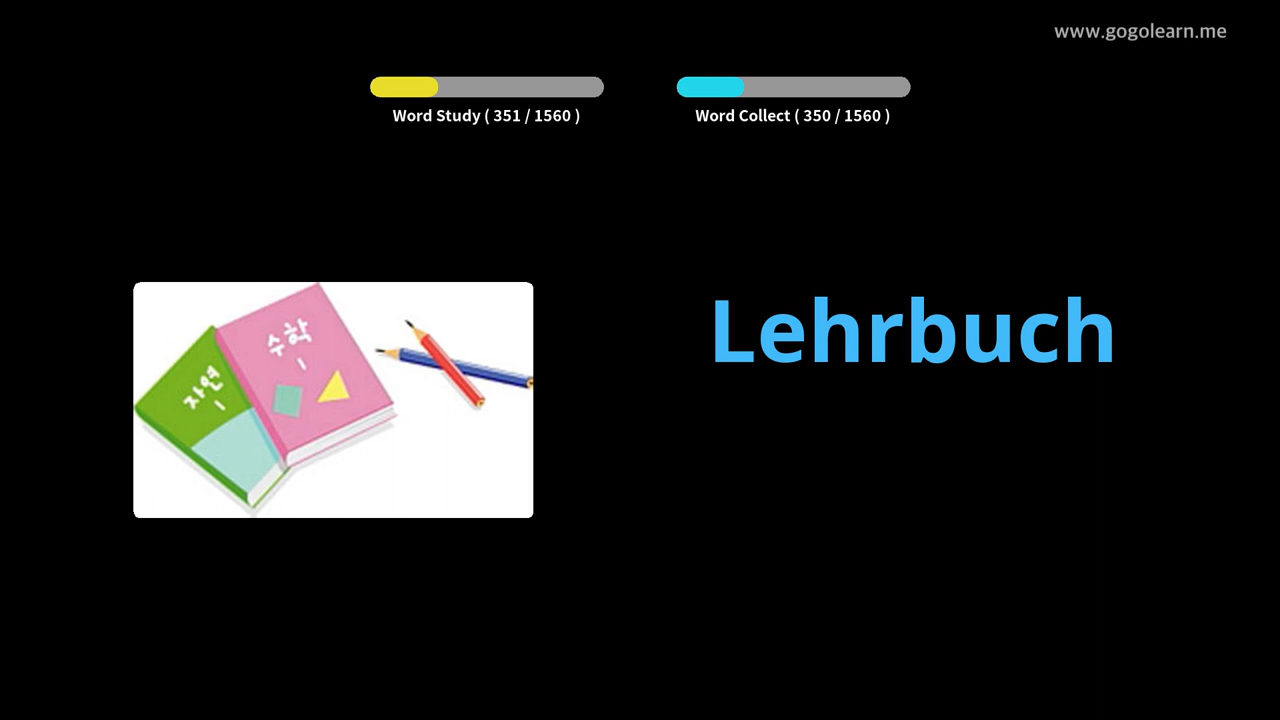 www.gogolearn.me
Word Study ( 351 / 1560 )
Word Collect ( 350 / 1560 )
수학
1
자연
1
Lehrbuch